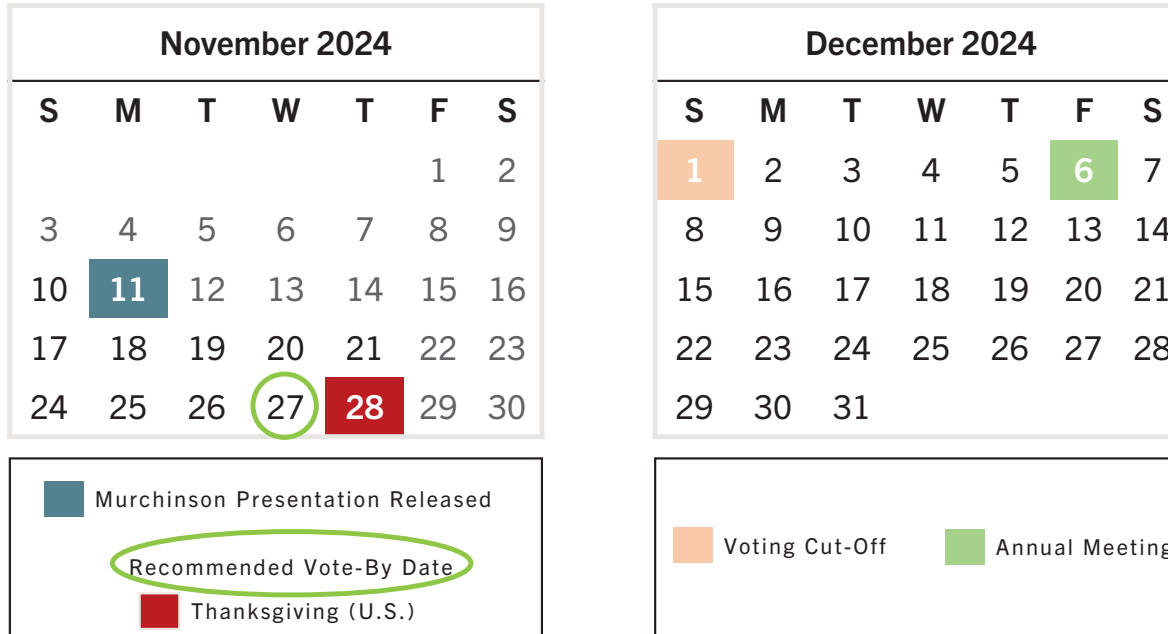 November 2024
S M T W T F S
1 2
3 4 5 6 7 8 9
10 11 12 13 14 15 16
17 18 19 20 21 22 23
24 25 26 27 28 29 30
Murchinson Presentation Released
Recommended Vote-By Date
Thanksgiving (U.S.)
December 2024
S M T W T F S
1 2 3 4 5 6 7
8 9 10 11 12 13 14
15 16 17 18 19 20 21
22 23 24 25 26 27 28
29 30 31
Voting Cut-Off
Annual Meeting